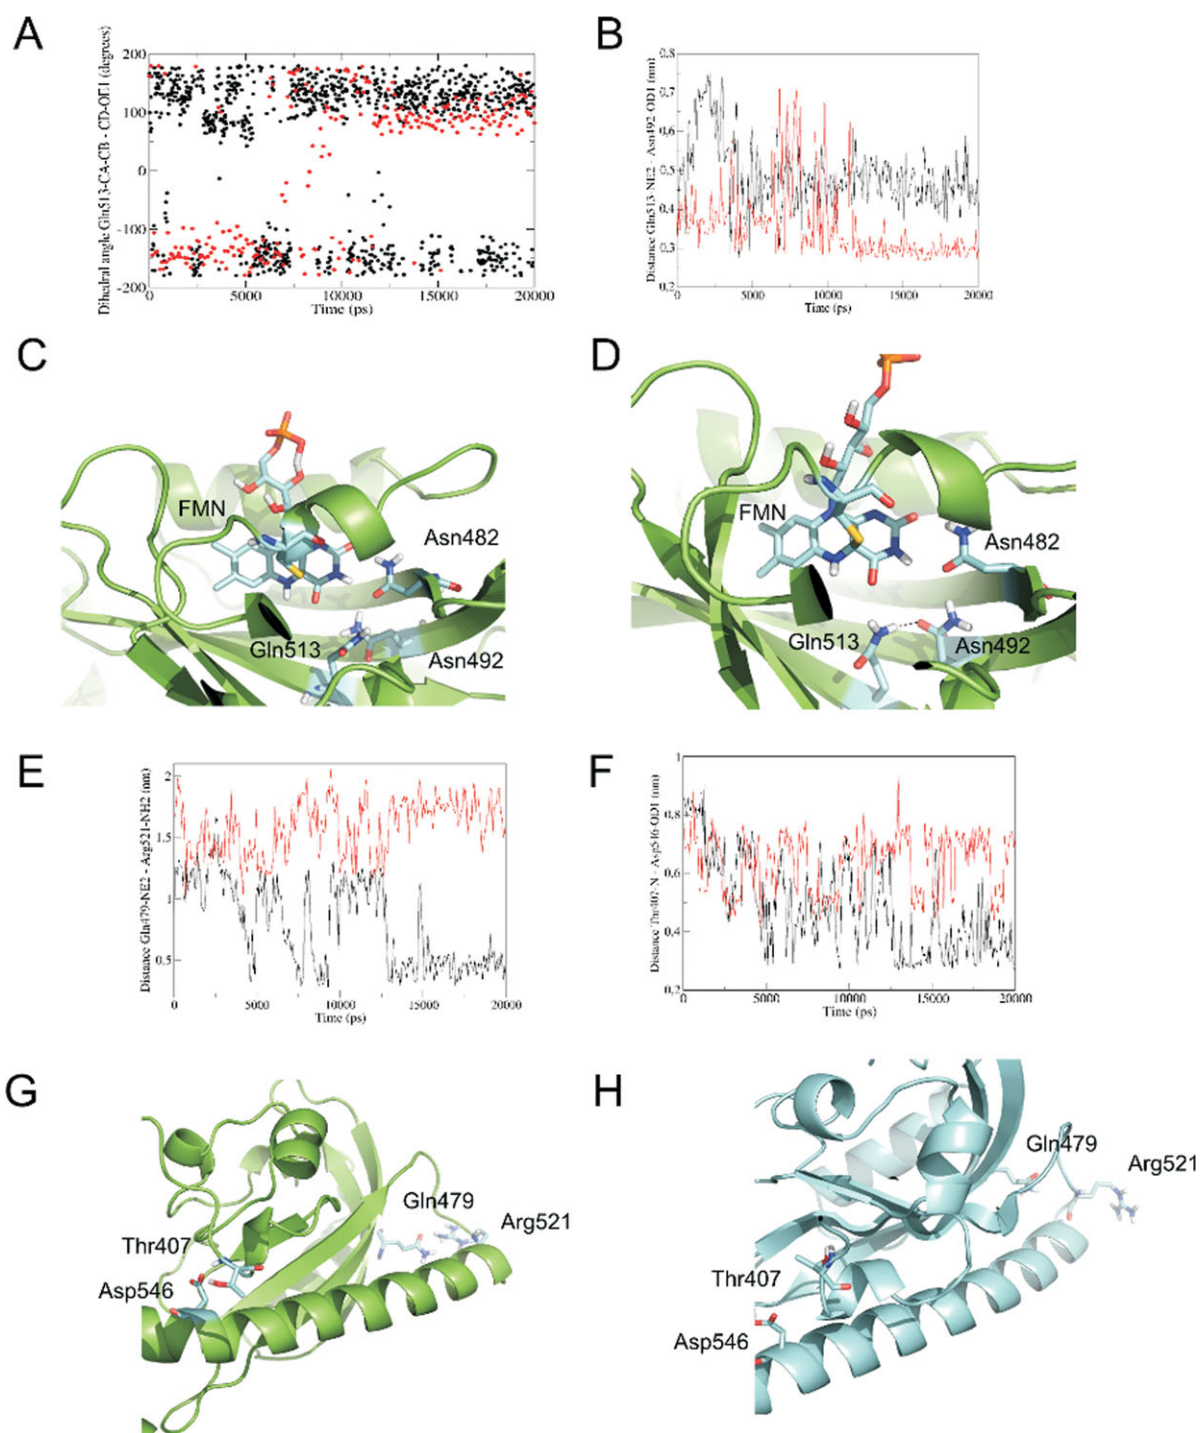 A
Dihedral angle Gln513-CA-CB - CD-OE1 (degrees)
200
100
0
-100
-200
0 5000 10000 15000 20000
Time (ps)
B
Distance Gln513-NE2 - Asn492-OD1 (nm)
0.8
0.7
0.6
0.5
0.4
0.3
0.2
0 5000 10000 15000 20000
Time (ps)
C
FMN
Asn482
Gln513
Asn492
D
FMN
Asn482
Gln513
Asn492
E
Distance Gln479-NE2 - Arg521-NH2 (nm)
2
1.5
1
0.5
0 5000 10000 15000 20000
Time (ps)
F
Distance Thr407-N - Asp546-OD1 (nm)
1
0.8
0.6
0.4
0.2
0 5000 10000 15000 20000
Time (ps)
G
Gln479
Arg521
Thr407
Asp546
H
Gln479
Arg521
Thr407
Asp546